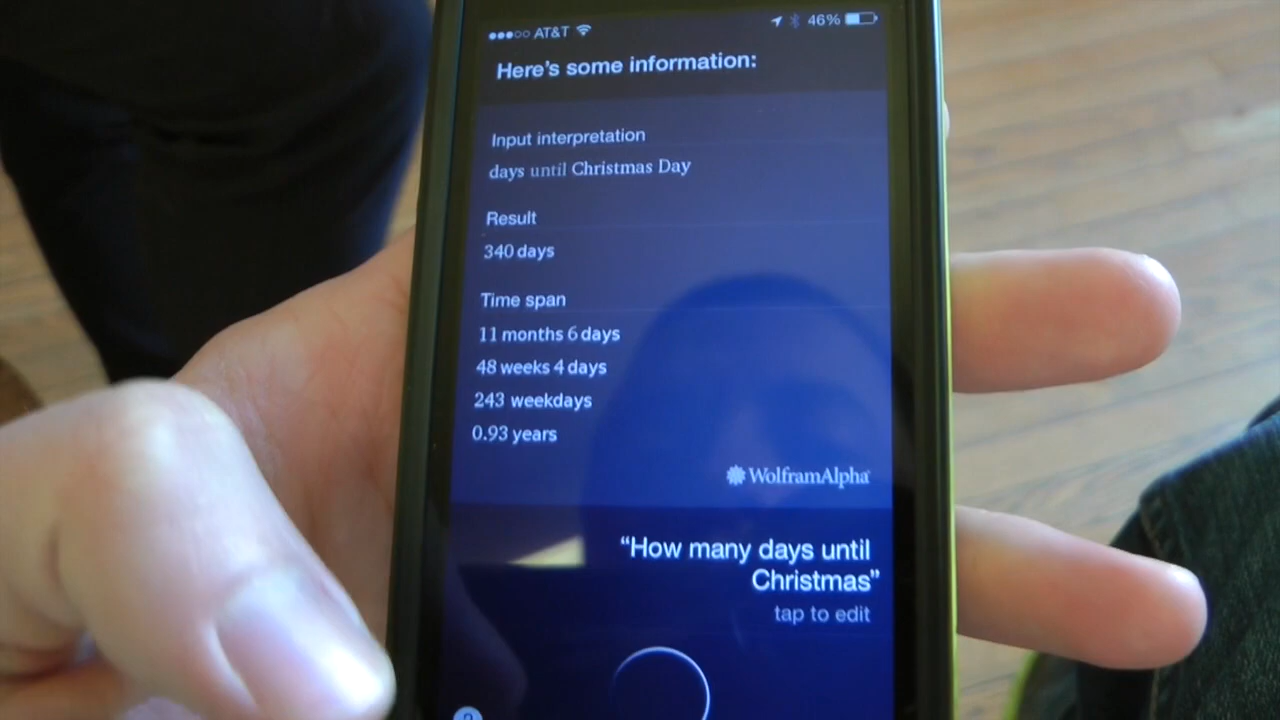 AT&T 46%
Here's some information:
Input interpretation
days until Christmas Day
Result
340 days
Time span
11 months 6 days
48 weeks 4 days
243 weekdays
0.93 years
WolframAlpha
“How many days until
Christmas”
tap to edit
?